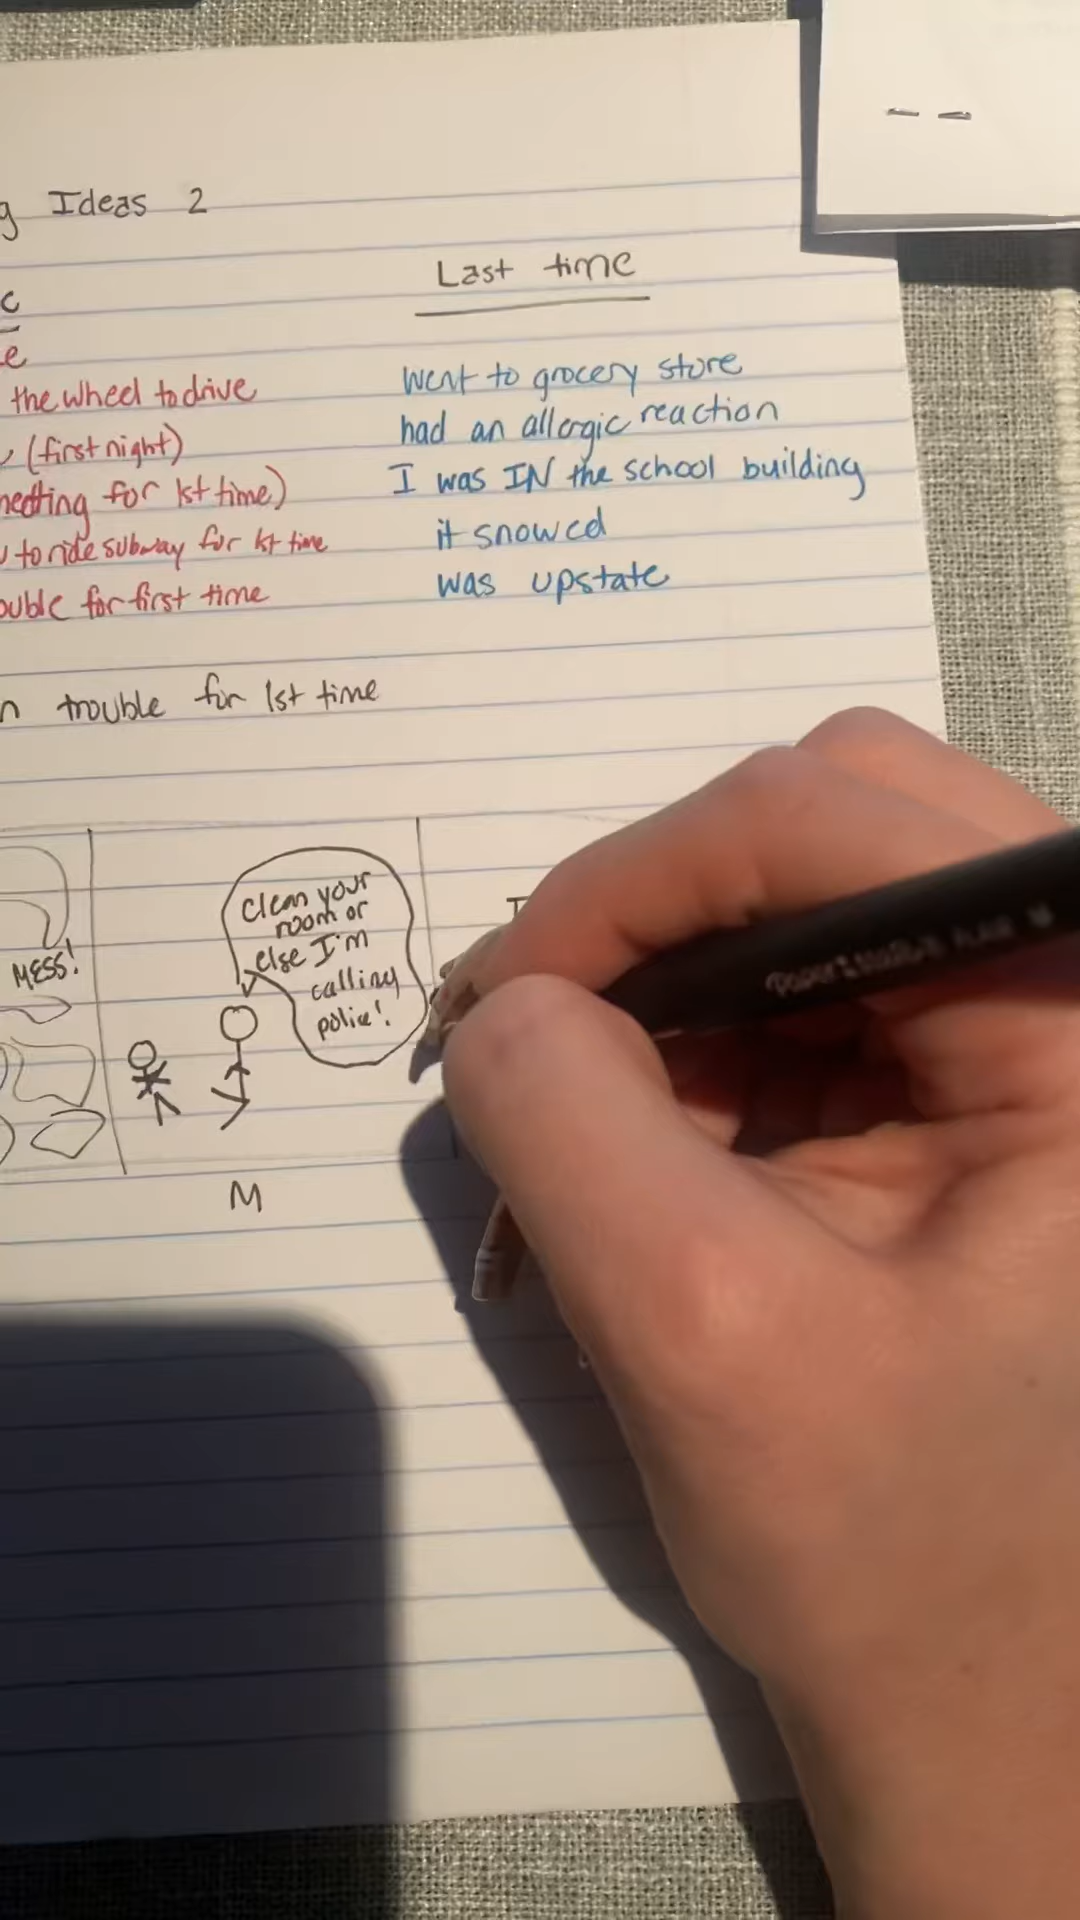 Ideas 2
Last time
the wheel to drive
(first night)
for 1st time)
to ride subway for 1st time
for first time
went to grocery store
had an allergic reaction
I was IN the school building
it snowed
was upstate
trouble for 1st time
MESS!
clean your
room or
else I'm
calling
police!
M